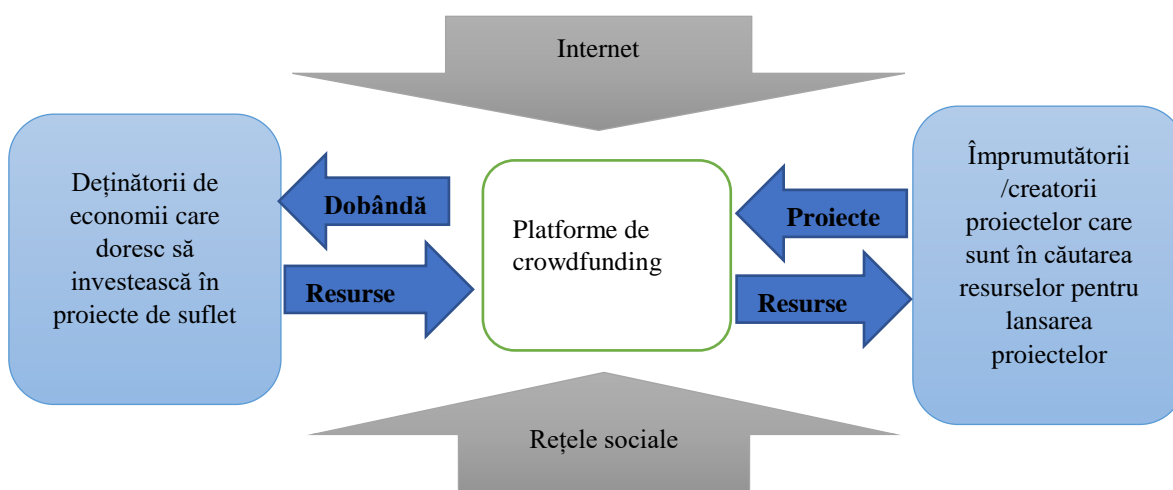 Internet
Deținătorii de
economii care
doresc să
investească în
proiecte de suflet
Dobândă
Resurse
Platforme de
crowdfunding
Proiecte
Resurse
Împrumutătorii
/creatorii
proiectelor care
sunt în căutarea
resurselor pentru
lansarea
proiectelor
Rețele sociale